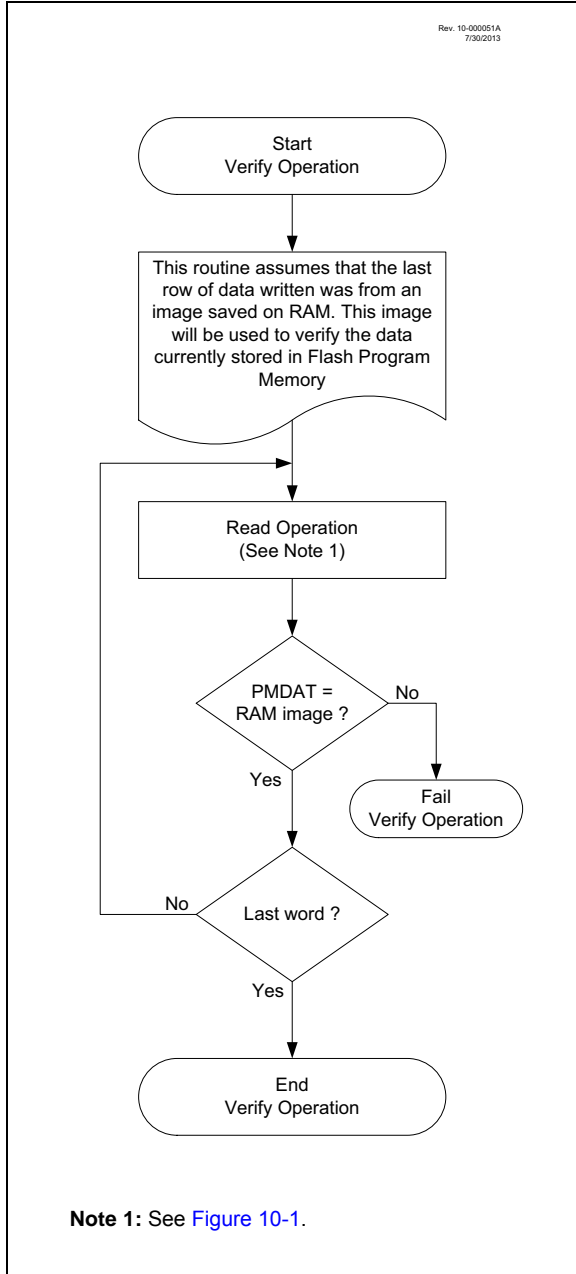 Rev. 10-000051A
7/30/2013
Start
Verify Operation
This routine assumes that the last
row of data written was from an
image saved on RAM. This image
will be used to verify the data
currently stored in Flash Program
Memory
Read Operation
(See Note 1)
PMDAT =
RAM image ?
No
Yes
Fail
Verify Operation
Last word ?
No
Yes
End
Verify Operation
Note 1: See Figure 10-1.